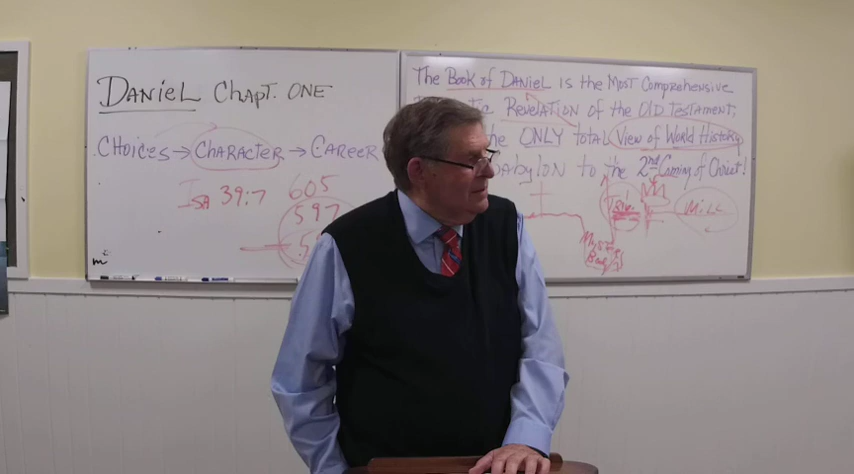 DANIEL Chapt. ONE
CHOICES → CHARACTER → CAREER
ISA 39:7
605
597
5
m
The Book of DANIEL is the Most Comprehensive
Revelation of the OLD TESTAMENT;
the ONLY total View of World History
Babylon to the 2nd Coming of Christ!
Mill